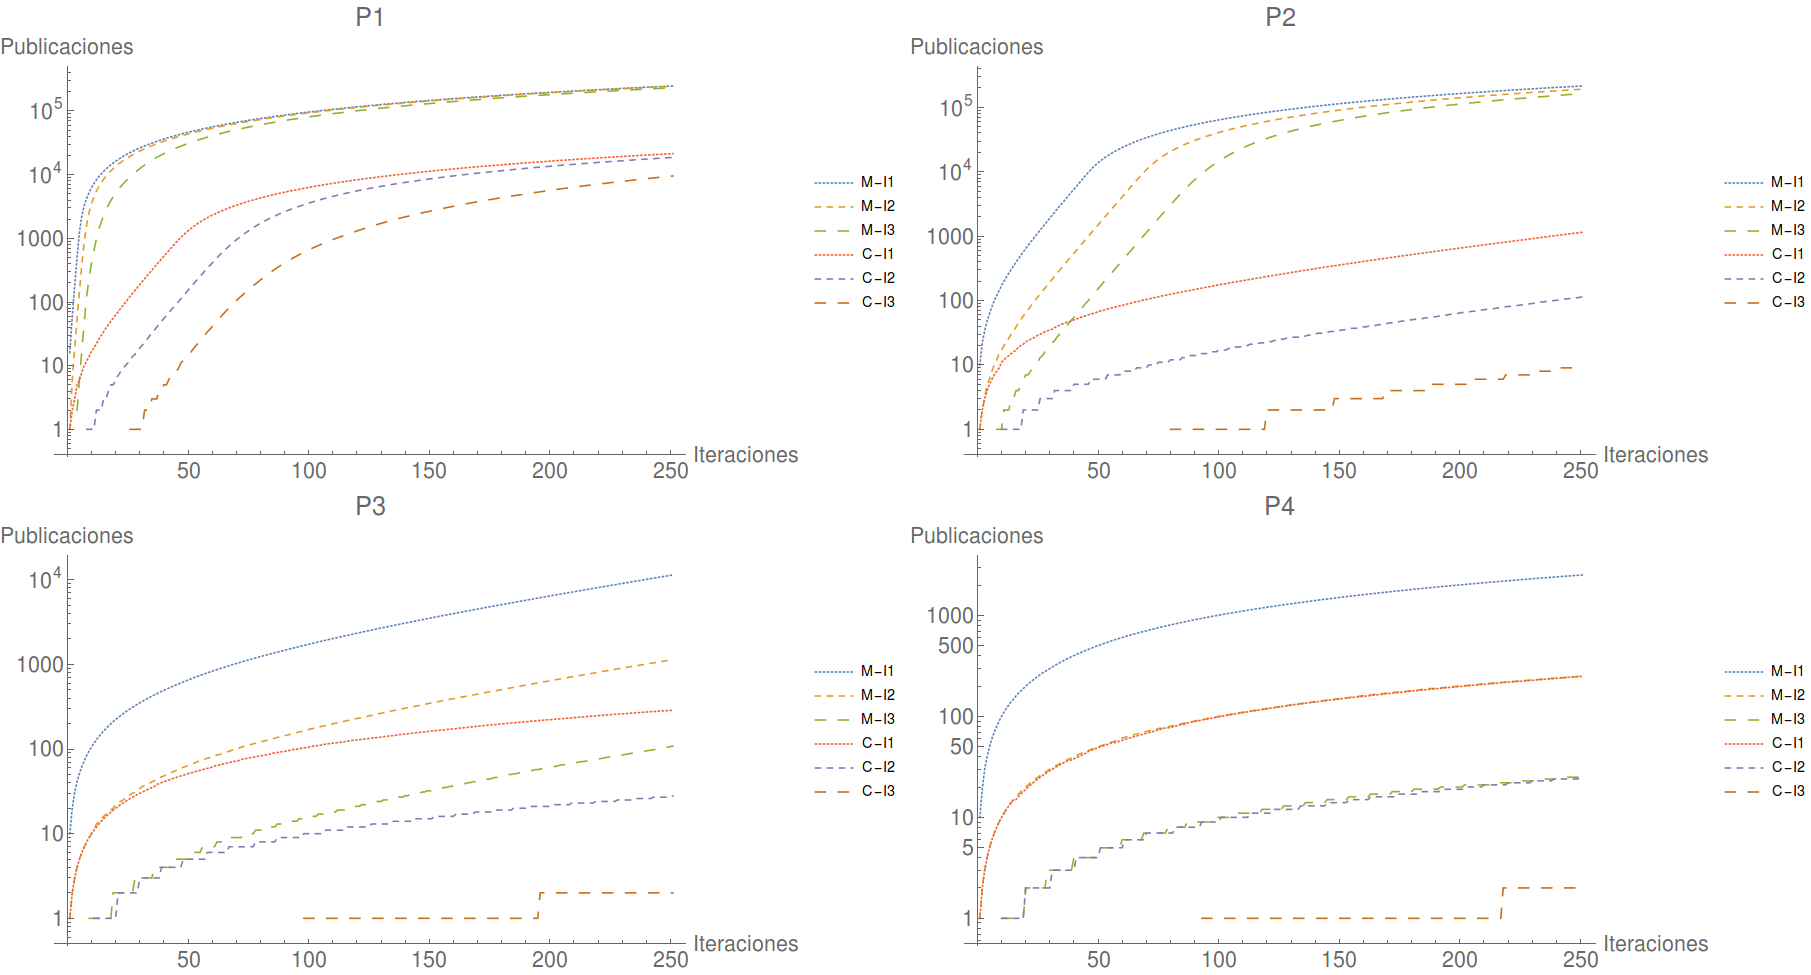 P1
Publicaciones
10^5
10^4
1000
100
10
1
50 100 150 200 250
Iteraciones
M-I1
M-I2
M-I3
C-I1
C-I2
C-I3
P2
Publicaciones
10^5
10^4
1000
100
10
1
50 100 150 200 250
Iteraciones
M-I1
M-I2
M-I3
C-I1
C-I2
C-I3
P3
Publicaciones
10^4
1000
100
10
1
50 100 150 200 250
Iteraciones
M-I1
M-I2
M-I3
C-I1
C-I2
C-I3
P4
Publicaciones
1000
500
100
50
10
5
1
50 100 150 200 250
Iteraciones
M-I1
M-I2
M-I3
C-I1
C-I2
C-I3